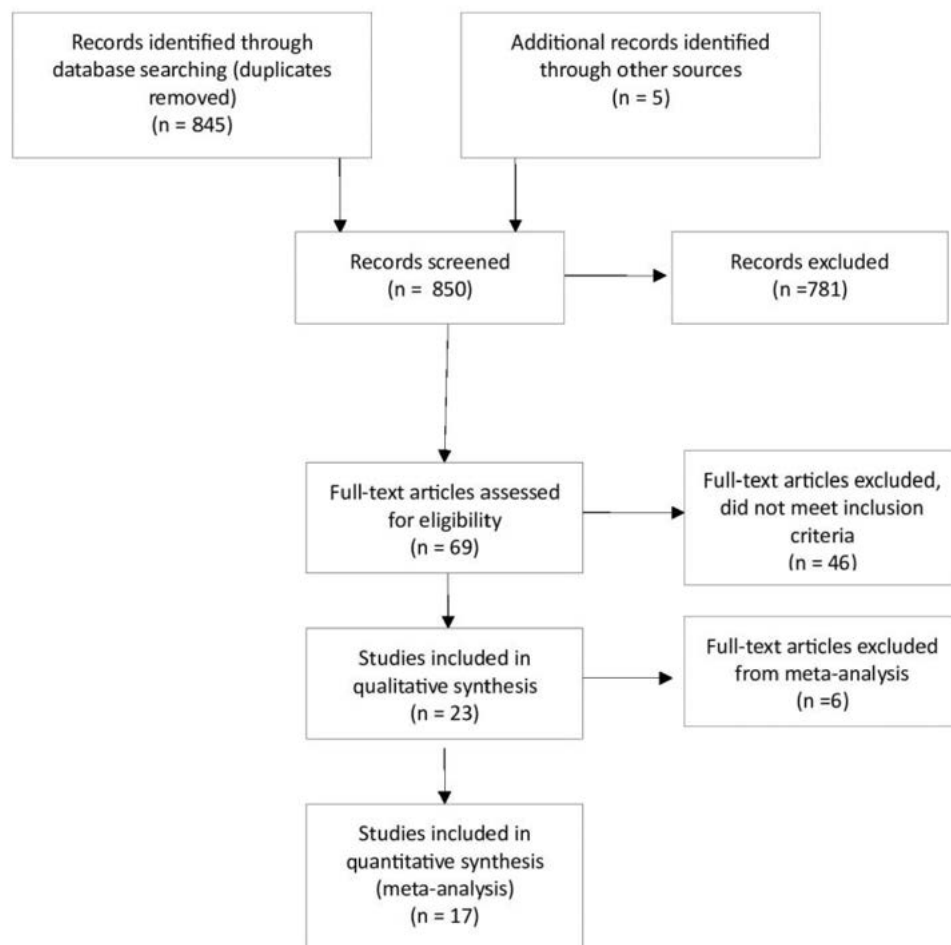 Records identified through
database searching (duplicates
removed)
(n = 845)
Additional records identified
through other sources
(n = 5)
Records screened
(n = 850)
Records excluded
(n =781)
Full-text articles assessed
for eligibility
(n = 69)
Full-text articles excluded,
did not meet inclusion
criteria
(n = 46)
Studies included in
qualitative synthesis
(n = 23)
Full-text articles excluded
from meta-analysis
(n =6)
Studies included in
quantitative synthesis
(meta-analysis)
(n = 17)